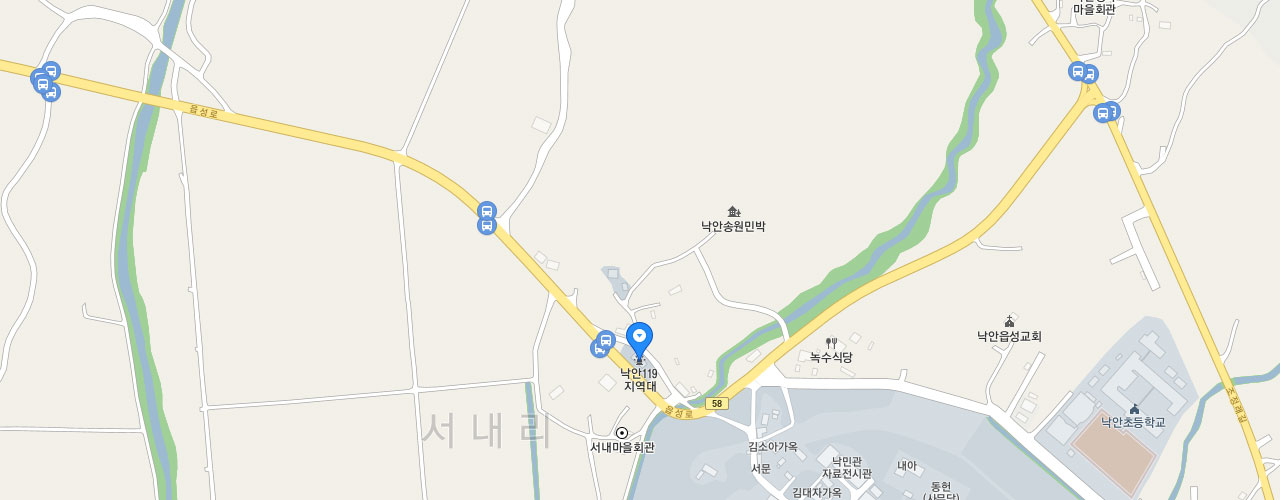 마을회관
읍성로
낙안송원민박
낙안읍성교회
녹수식당
낙안119
지역대
58
읍성로
서내리
서내마을회관
낙안초등학교
김소아가옥
서문
낙민관
자료전시관
내아
동헌
(사무당)
김대자가옥